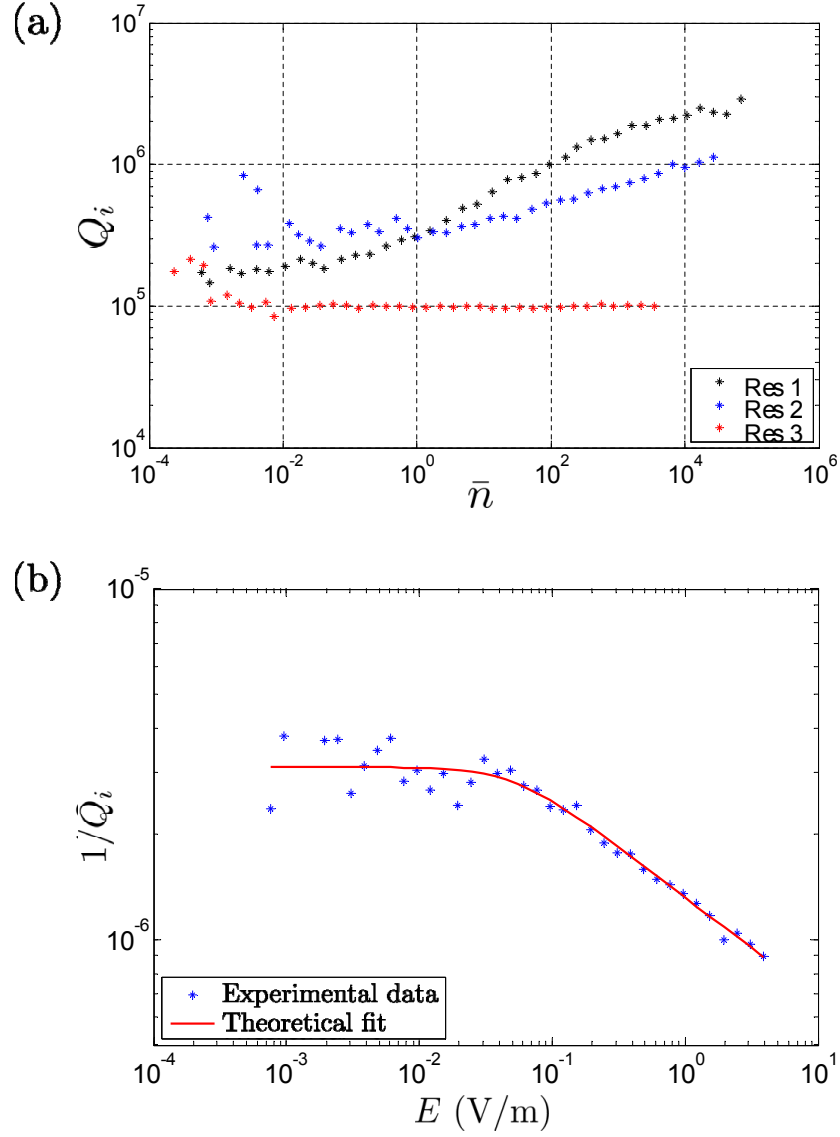 (a)
10^7
10^6
10^5
10^4
Q_i
10^-4
10^-2
10^0
10^2
10^4
10^6
n̄
Res 1
Res 2
Res 3
(b)
10^-5
10^-6
1/Q_i
10^-4
10^-3
10^-2
10^-1
10^0
10^1
E (V/m)
Experimental data
Theoretical fit